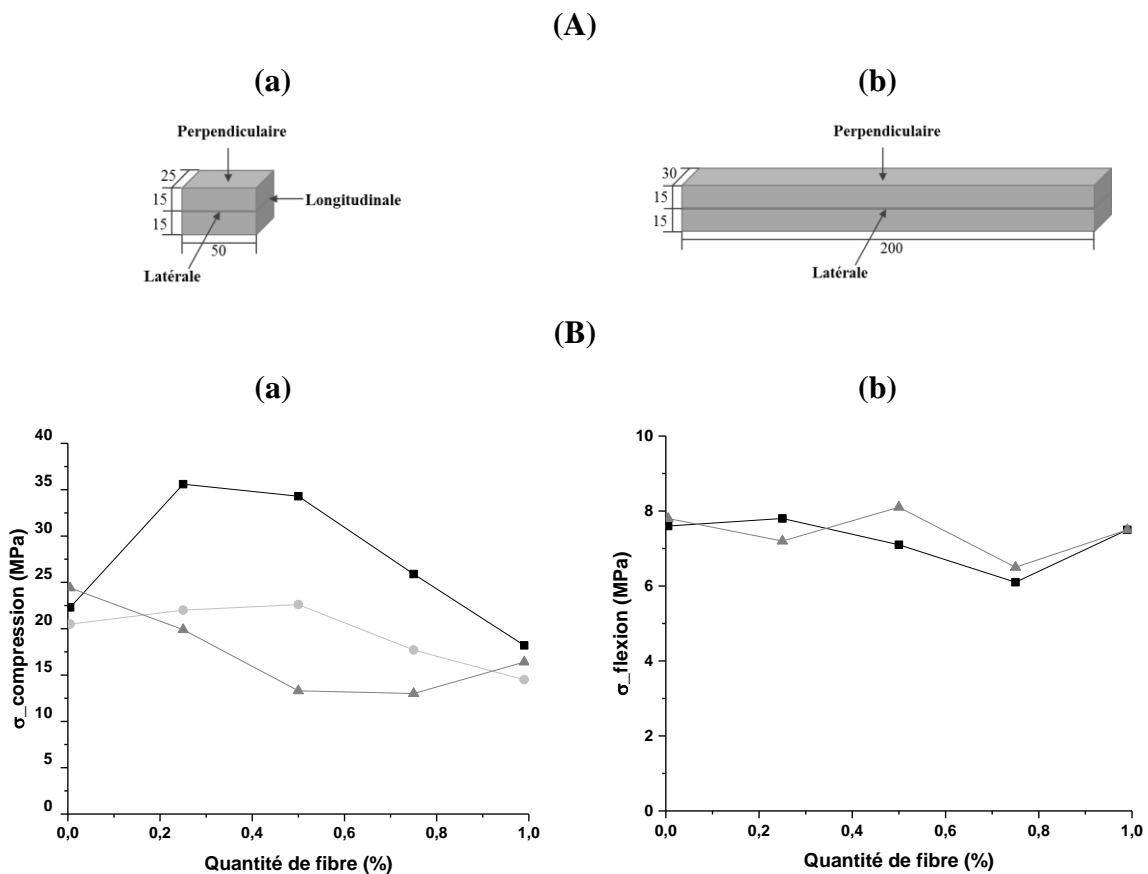 (A)
(a)
(b)
Perpendiculaire
25
15
15
Longitudinale
50
Latérale
Perpendiculaire
30
15
15
200
Latérale
(B)
(a)
(b)
σ_compression (MPa)
40
35
30
25
20
15
10
5
0
0,0 0,2 0,4 0,6 0,8 1,0
Quantité de fibre (%)
σ_flexion (MPa)
10
8
6
4
2
0
0,0 0,2 0,4 0,6 0,8 1,0
Quantité de fibre (%)